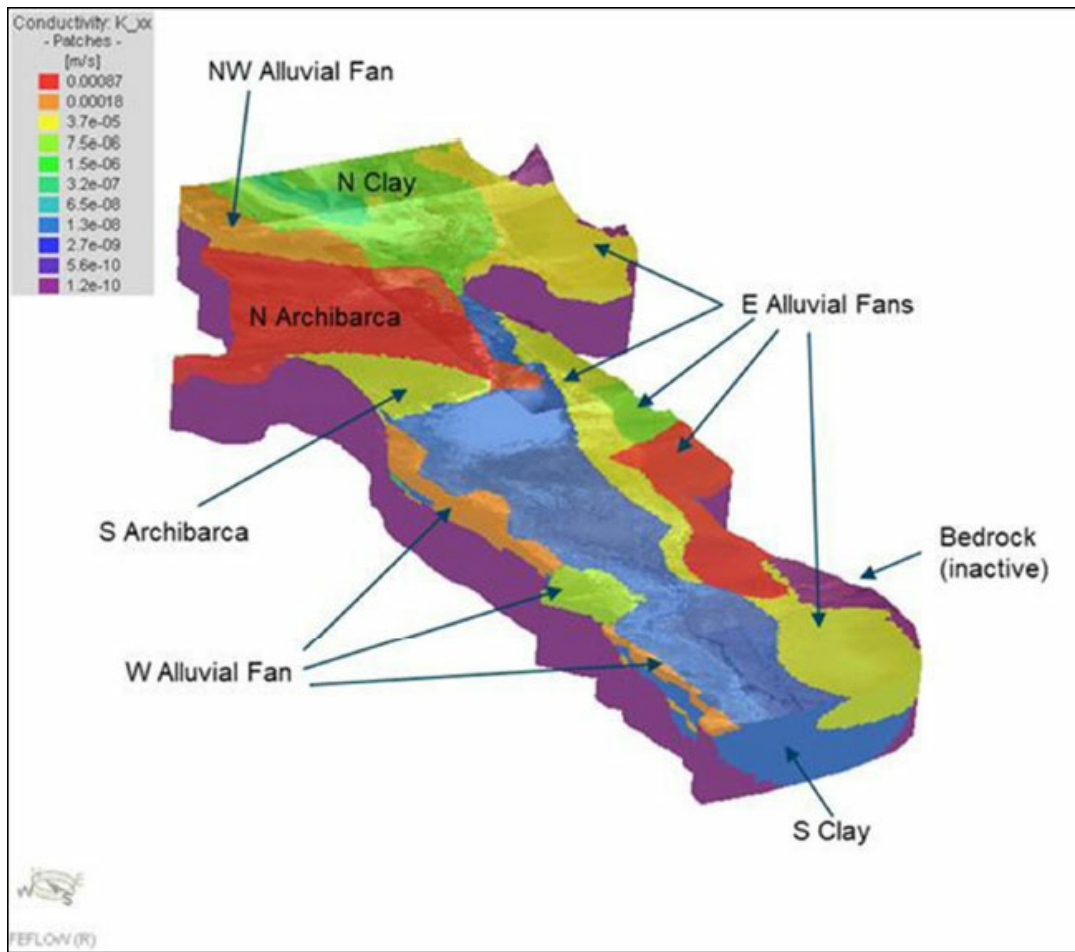 Conductivity: K_xx
- Patches -
[m/s]
0.00087
0.00018
3.7e-05
7.5e-06
1.5e-06
3.2e-07
6.5e-08
1.3e-08
2.7e-09
5.6e-10
1.2e-10
NW Alluvial Fan
N Clay
N Archibarca
E Alluvial Fans
S Archibarca
Bedrock
(inactive)
W Alluvial Fan
S Clay
W
S
FEFLOW (R)